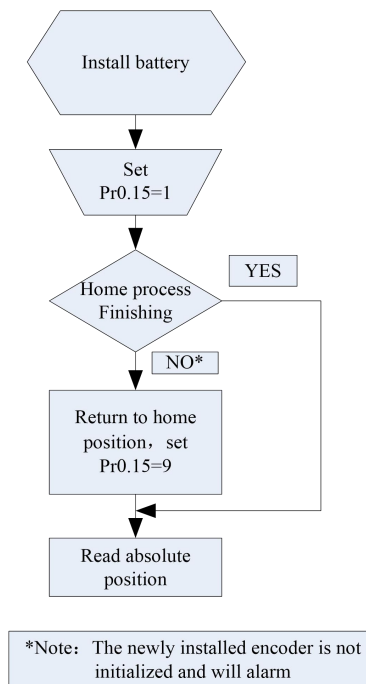 Install battery
Set
Pr0.15=1
YES
Home process
Finishing
NO*
Return to home
position，set
Pr0.15=9
Read absolute
position
*Note：The newly installed encoder is not
initialized and will alarm